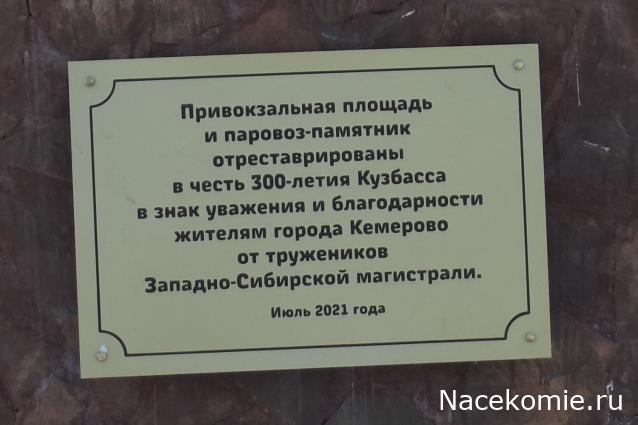 Привокзальная площадь
и паровоз-памятник
отреставрированы
в честь 300-летия Кузбасса
в знак уважения и благодарности
жителям города Кемерово
от тружеников
Западно-Сибирской магистрали.
Июль 2021 года
Nacekomie.ru